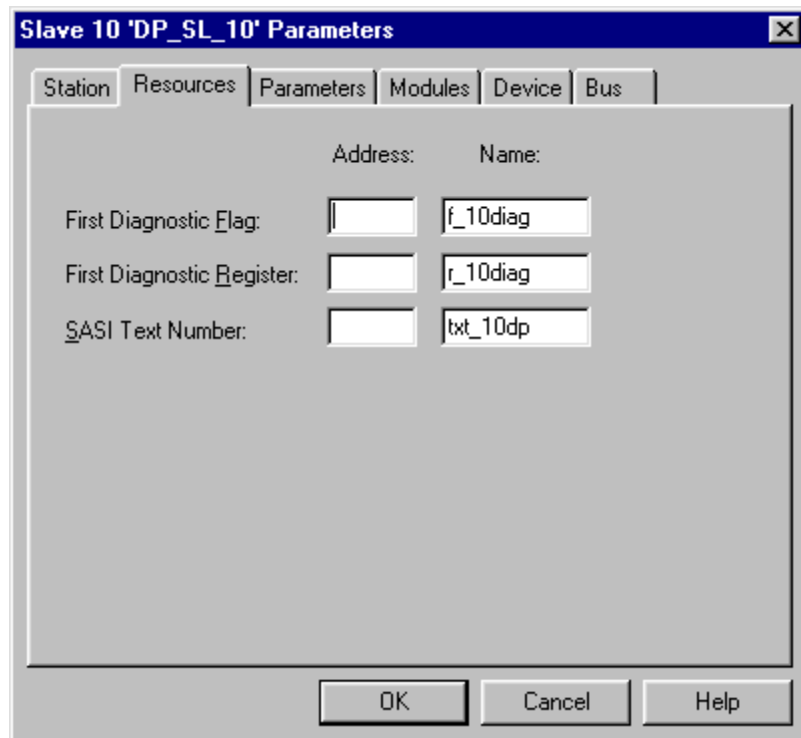 Slave 10 'DP_SL_10' Parameters
Station Resources Parameters Modules Device Bus
Address: Name:
First Diagnostic Flag: f_10diag
First Diagnostic Register: r_10diag
SASI Text Number: txt_10dp
OK Cancel Help